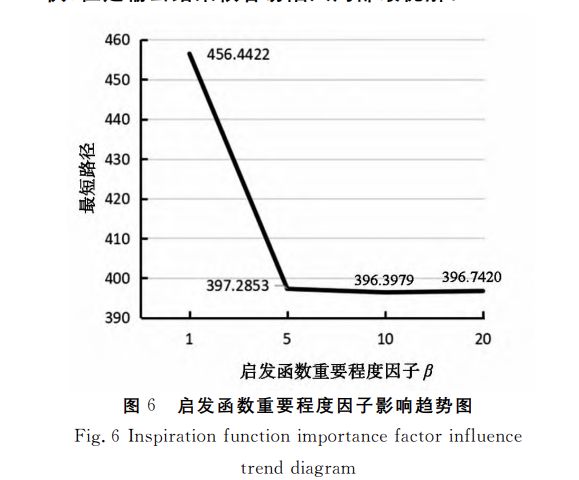 460
450
440
430
420
410
400
390
456.4422
397.2853
396.3979
396.7420
最短路径
1 5 10 20
启发函数重要程度因子β
图 6 启发函数重要程度因子影响趋势图
Fig. 6 Inspiration function importance factor influence
trend diagram